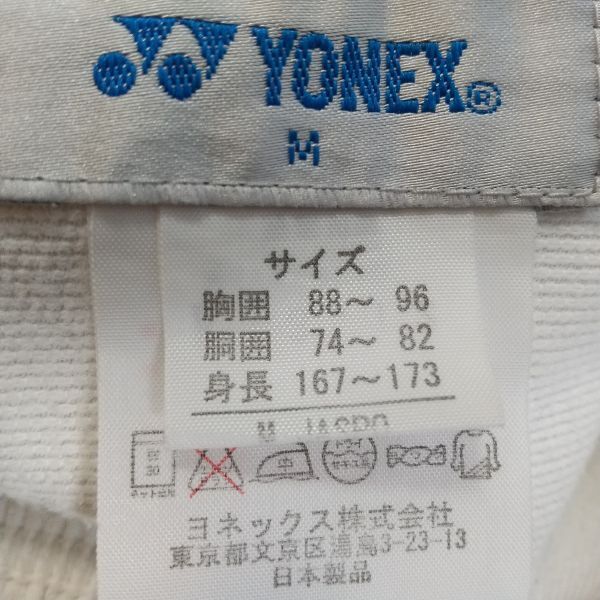 YONEX®
M
サイズ
胸囲 88〜 96
胴囲 74〜 82
身長 167〜173
M
ヨネックス株式会社
東京都文京区湯島3-23-13
日本製品